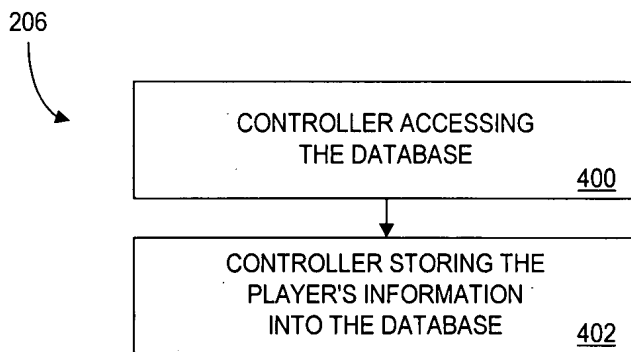 206
CONTROLLER ACCESSING
THE DATABASE
400
CONTROLLER STORING THE
PLAYER'S INFORMATION
INTO THE DATABASE
402